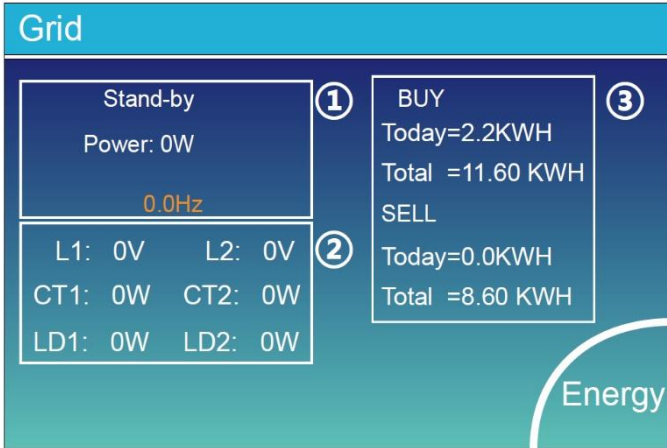 Grid
Stand-by
Power: 0W
0.0Hz
①
L1: 0V L2: 0V
CT1: 0W CT2: 0W
LD1: 0W LD2: 0W
②
BUY
Today=2.2KWH
Total =11.60 KWH
SELL
Today=0.0KWH
Total =8.60 KWH
③
Energy